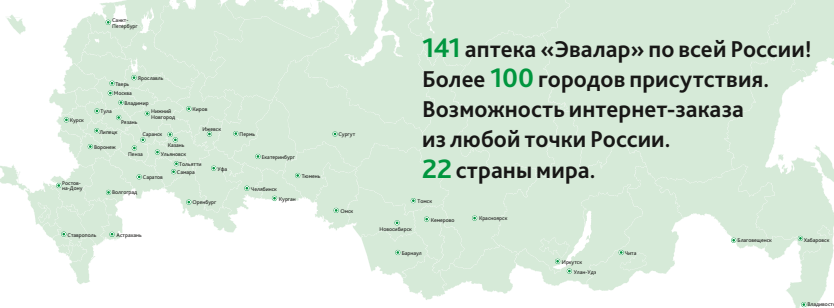 141 аптека «Эвалар» по всей России!
Более 100 городов присутствия.
Возможность интернет-заказа
из любой точки России.
22 страны мира.
Санкт-
Петербург
Ярославль
Тверь
Москва
Владимир
Тула
Рязань
Нижний
Новгород
Киров
Курск
Липецк
Саранск
Казань
Ижевск
Пермь
Сургут
Воронеж
Пенза
Ульяновск
Екатеринбург
Тольятти
Самара
Уфа
Саратов
Тюмень
Ростов-
на-Дону
Волгоград
Челябинск
Оренбург
Курган
Омск
Томск
Новосибирск
Кемерово
Красноярск
Ставрополь
Астрахань
Барнаул
Иркутск
Улан-Удэ
Чита
Благовещенск
Хабаровск
Владивосто